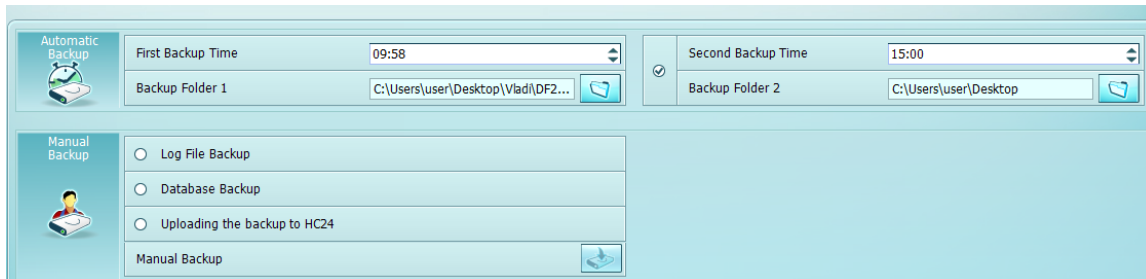 Automatic
Backup
First Backup Time
09:58
Second Backup Time
15:00
Backup Folder 1
C:\Users\user\Desktop\Vladi\DF2...
Backup Folder 2
C:\Users\user\Desktop
Manual
Backup
Log File Backup
Database Backup
Uploading the backup to HC24
Manual Backup